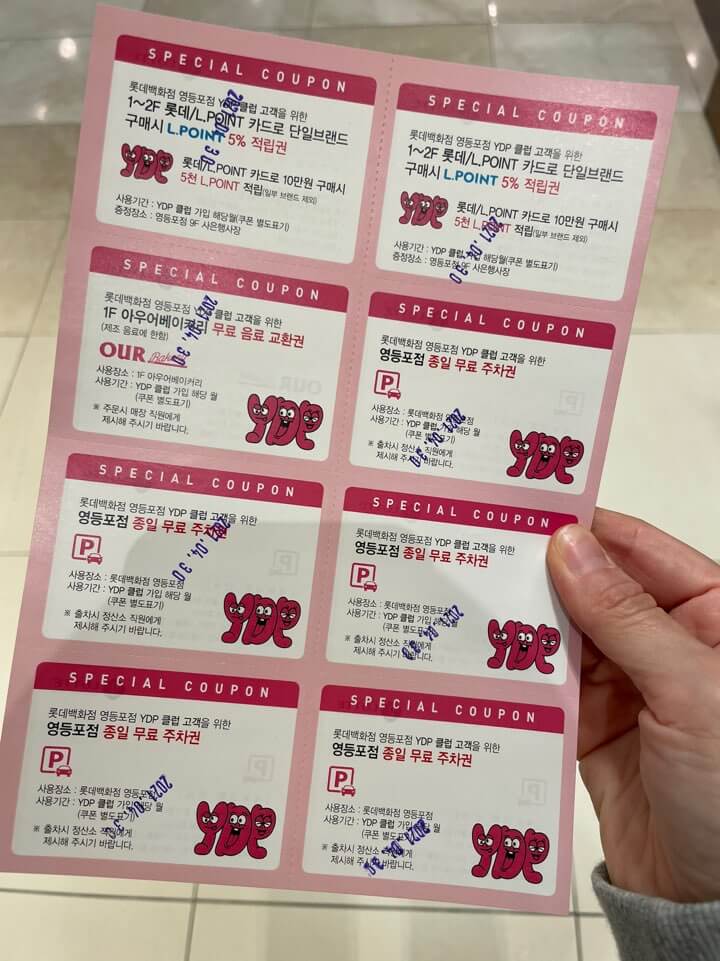 SPECIAL COUPON
롯데백화점 영등포점 YDP 클럽 고객을 위한
1~2F 롯데/L.POINT 카드로 단일브랜드
구매시 L.POINT 5% 적립권
YDP
롯데/L.POINT 카드로 10만원 구매시
5천 L.POINT 적립(일부 브랜드 제외)
사용기간 : YDP 클럽 가입 해당월(쿠폰 별도표기)
증정장소 : 영등포점 9F 사은행사장
2021.04.30
SPECIAL COUPON
롯데백화점 영등포점 YDP 클럽 고객을 위한
1~2F 롯데/L.POINT 카드로 단일브랜드
구매시 L.POINT 5% 적립권
YDP
롯데/L.POINT 카드로 10만원 구매시
5천 L.POINT 적립(일부 브랜드 제외)
사용기간 : YDP 클럽 가입 해당월(쿠폰 별도표기)
증정장소 : 영등포점 9F 사은행사장
2021.04.30
SPECIAL COUPON
롯데백화점 영등포점 YDP 클럽 고객을 위한
1F 아우어베이커리 무료 음료 교환권
(제조 음료에 한함)
OUR Bakery
사용장소 : 1F 아우어베이커리
사용기간 : YDP 클럽 가입 해당 월
(쿠폰 별도표기)
※ 주문시 매장 직원에게
제시해 주시기 바랍니다.
YDP
2021.04.30
SPECIAL COUPON
롯데백화점 영등포점 YDP 클럽 고객을 위한
영등포점 종일 무료 주차권
P
사용장소 : 롯데백화점 영등포점
사용기간 : YDP 클럽 가입 해당 월
(쿠폰 별도표기)
※ 출차시 정산소 직원에게
제시해 주시기 바랍니다.
YDP
2021.04.30
SPECIAL COUPON
롯데백화점 영등포점 YDP 클럽 고객을 위한
영등포점 종일 무료 주차권
P
사용장소 : 롯데백화점 영등포점
사용기간 : YDP 클럽 가입 해당 월
(쿠폰 별도표기)
※ 출차시 정산소 직원에게
제시해 주시기 바랍니다.
YDP
2021.04.30
SPECIAL COUPON
롯데백화점 영등포점 YDP 클럽 고객을 위한
영등포점 종일 무료 주차권
P
사용장소 : 롯데백화점 영등포점
사용기간 : YDP 클럽 가입 해당 월
(쿠폰 별도표기)
※ 출차시 정산소 직원에게
제시해 주시기 바랍니다.
YDP
2021.04.30
SPECIAL COUPON
롯데백화점 영등포점 YDP 클럽 고객을 위한
영등포점 종일 무료 주차권
P
사용장소 : 롯데백화점 영등포점
사용기간 : YDP 클럽 가입 해당 월
(쿠폰 별도표기)
※ 출차시 정산소 직원에게
제시해 주시기 바랍니다.
YDP
2021.04.30
SPECIAL COUPON
롯데백화점 영등포점 YDP 클럽 고객을 위한
영등포점 종일 무료 주차권
P
사용장소 : 롯데백화점 영등포점
사용기간 : YDP 클럽 가입 해당 월
(쿠폰 별도표기)
※ 출차시 정산소 직원에게
제시해 주시기 바랍니다.
YDP
2021.04.30